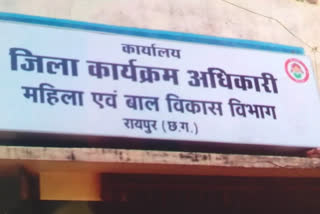 कार्यालय
जिला कार्यक्रम अधिकारी
महिला एवं बाल विकास विभाग
रायपुर (छ.ग.)